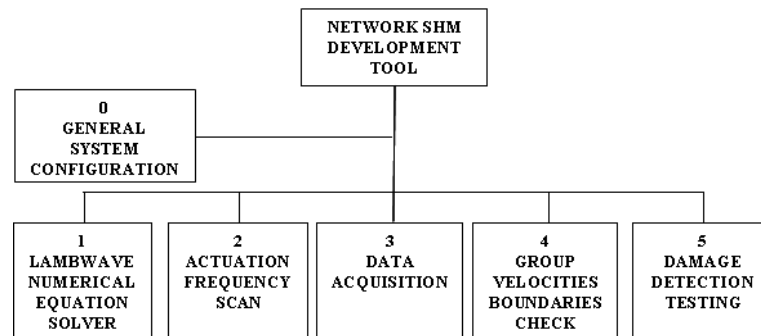 NETWORK SHM
DEVELOPMENT
TOOL
0
GENERAL
SYSTEM
CONFIGURATION
1
LAMBWAVE
NUMERICAL
EQUATION
SOLVER
2
ACTUATION
FREQUENCY
SCAN
3
DATA
ACQUISITION
4
GROUP
VELOCITIES
BOUNDARIES
CHECK
5
DAMAGE
DETECTION
TESTING